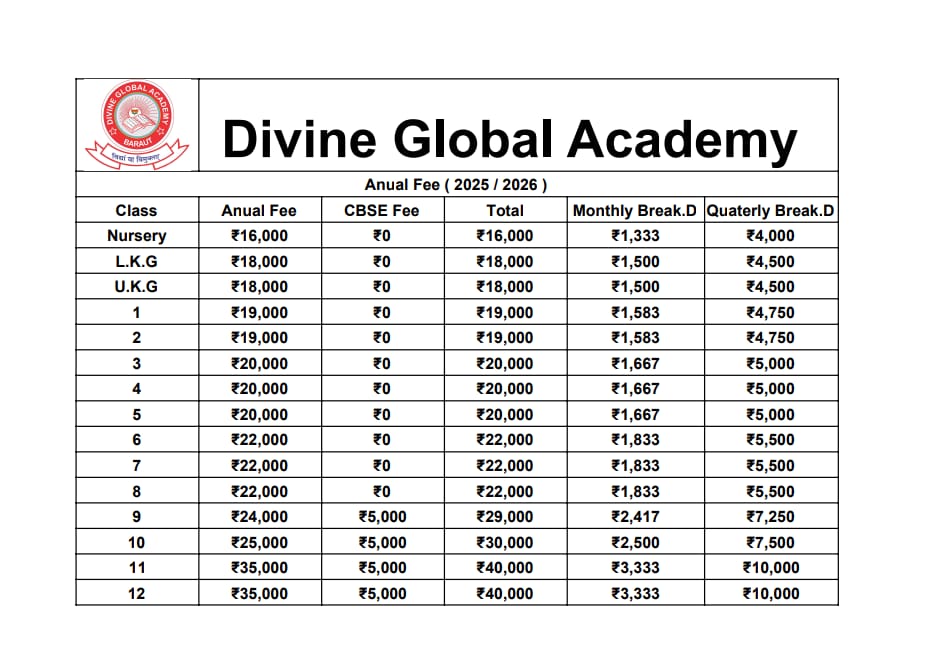 DIVINE GLOBAL ACADEMY
BARAUT
Divine Global Academy
Anual Fee ( 2025 / 2026 )
Class Anual Fee CBSE Fee Total Monthly Break.D Quaterly Break.D
Nursery ₹16,000 ₹0 ₹16,000 ₹1,333 ₹4,000
L.K.G ₹18,000 ₹0 ₹18,000 ₹1,500 ₹4,500
U.K.G ₹18,000 ₹0 ₹18,000 ₹1,500 ₹4,500
1 ₹19,000 ₹0 ₹19,000 ₹1,583 ₹4,750
2 ₹19,000 ₹0 ₹19,000 ₹1,583 ₹4,750
3 ₹20,000 ₹0 ₹20,000 ₹1,667 ₹5,000
4 ₹20,000 ₹0 ₹20,000 ₹1,667 ₹5,000
5 ₹20,000 ₹0 ₹20,000 ₹1,667 ₹5,000
6 ₹22,000 ₹0 ₹22,000 ₹1,833 ₹5,500
7 ₹22,000 ₹0 ₹22,000 ₹1,833 ₹5,500
8 ₹22,000 ₹0 ₹22,000 ₹1,833 ₹5,500
9 ₹24,000 ₹5,000 ₹29,000 ₹2,417 ₹7,250
10 ₹25,000 ₹5,000 ₹30,000 ₹2,500 ₹7,500
11 ₹35,000 ₹5,000 ₹40,000 ₹3,333 ₹10,000
12 ₹35,000 ₹5,000 ₹40,000 ₹3,333 ₹10,000